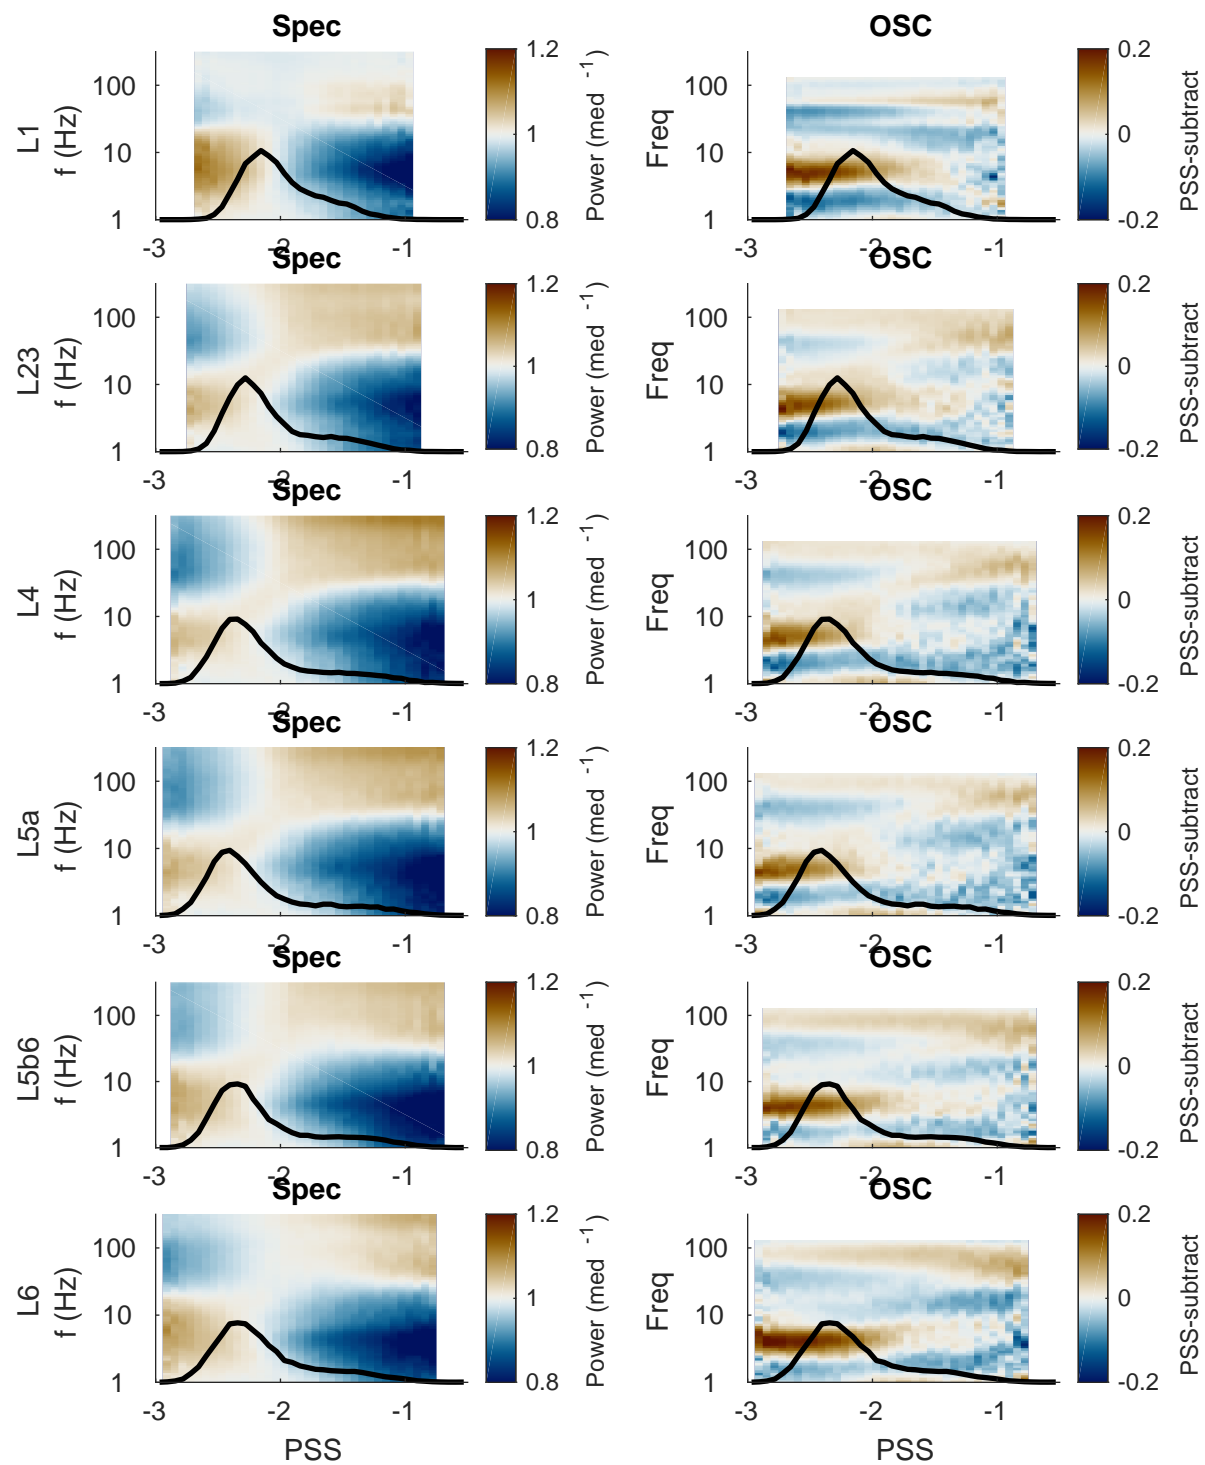 Spec
OSC
L1
f (Hz)
100
10
1
-3
-2
-1
1.2
1
0.8
Power (med -1)
Freq
100
10
1
-3
-2
-1
0.2
0
-0.2
PSS-subtract
Spec
OSC
L23
f (Hz)
100
10
1
-3
-2
-1
1.2
1
0.8
Power (med -1)
Freq
100
10
1
-3
-2
-1
0.2
0
-0.2
PSS-subtract
Spec
OSC
L4
f (Hz)
100
10
1
-3
-2
-1
1.2
1
0.8
Power (med -1)
Freq
100
10
1
-3
-2
-1
0.2
0
-0.2
PSS-subtract
Spec
OSC
L5a
f (Hz)
100
10
1
-3
-2
-1
1.2
1
0.8
Power (med -1)
Freq
100
10
1
-3
-2
-1
0.2
0
-0.2
PSS-subtract
Spec
OSC
L5b6
f (Hz)
100
10
1
-3
-2
-1
1.2
1
0.8
Power (med -1)
Freq
100
10
1
-3
-2
-1
0.2
0
-0.2
PSS-subtract
Spec
OSC
L6
f (Hz)
100
10
1
-3
-2
-1
PSS
1.2
1
0.8
Power (med -1)
Freq
100
10
1
-3
-2
-1
PSS
0.2
0
-0.2
PSS-subtract